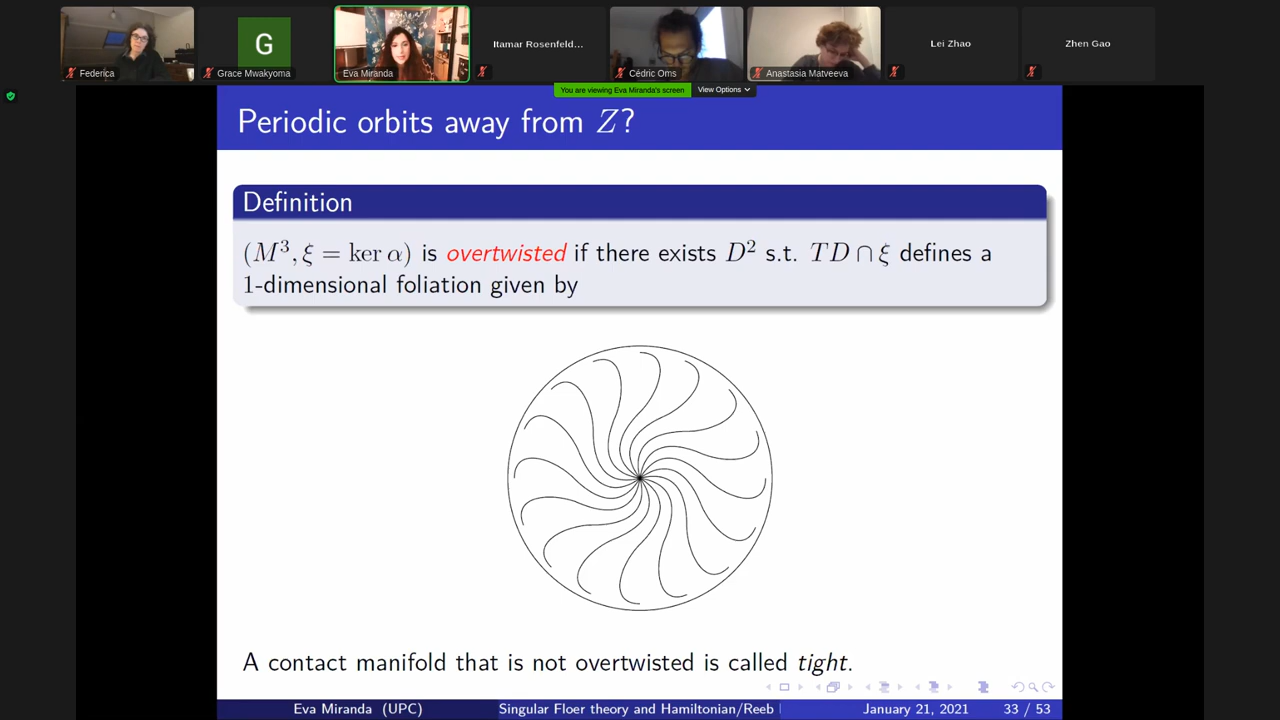 Federica
G
Grace Mwakyoma
Eva Miranda
Itamar Rosenfeld...
Cédric Oms
Anastasia Matveeva
Lei Zhao
Zhen Gao
You are viewing Eva Miranda's screen
View Options
Periodic orbits away from Z?
Definition
(M³, ξ = ker α) is overtwisted if there exists D² s.t. TD ∩ ξ defines a
1-dimensional foliation given by
A contact manifold that is not overtwisted is called tight.
Eva Miranda (UPC) Singular Floer theory and Hamiltonian/Reeb January 21, 2021 33 / 53